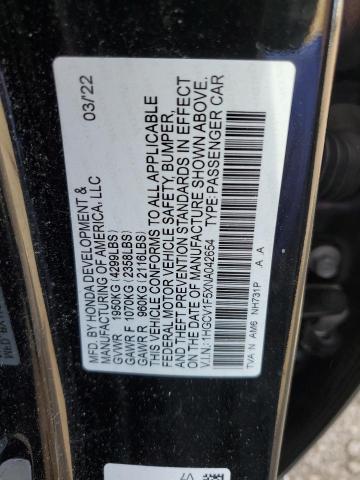 MFD. BY HONDA DEVELOPMENT & 03/22
MANUFACTURING OF AMERICA, LLC
GVWR 1950KG (4299LBS)
GAWR F 1070KG (2358LBS)
GAWR R 960KG (2116LBS)
THIS VEHICLE CONFORMS TO ALL APPLICABLE
FEDERAL MOTOR VEHICLE SAFETY BUMPER,
AND THEFT PREVENTION STANDARDS IN EFFECT
ON THE DATE OF MANUFACTURE SHOWN ABOVE.
V.I.N.: 1HGCV1F5XNA042654 TYPE:PASSENGER CAR
TVA N AM6 NH731P A A